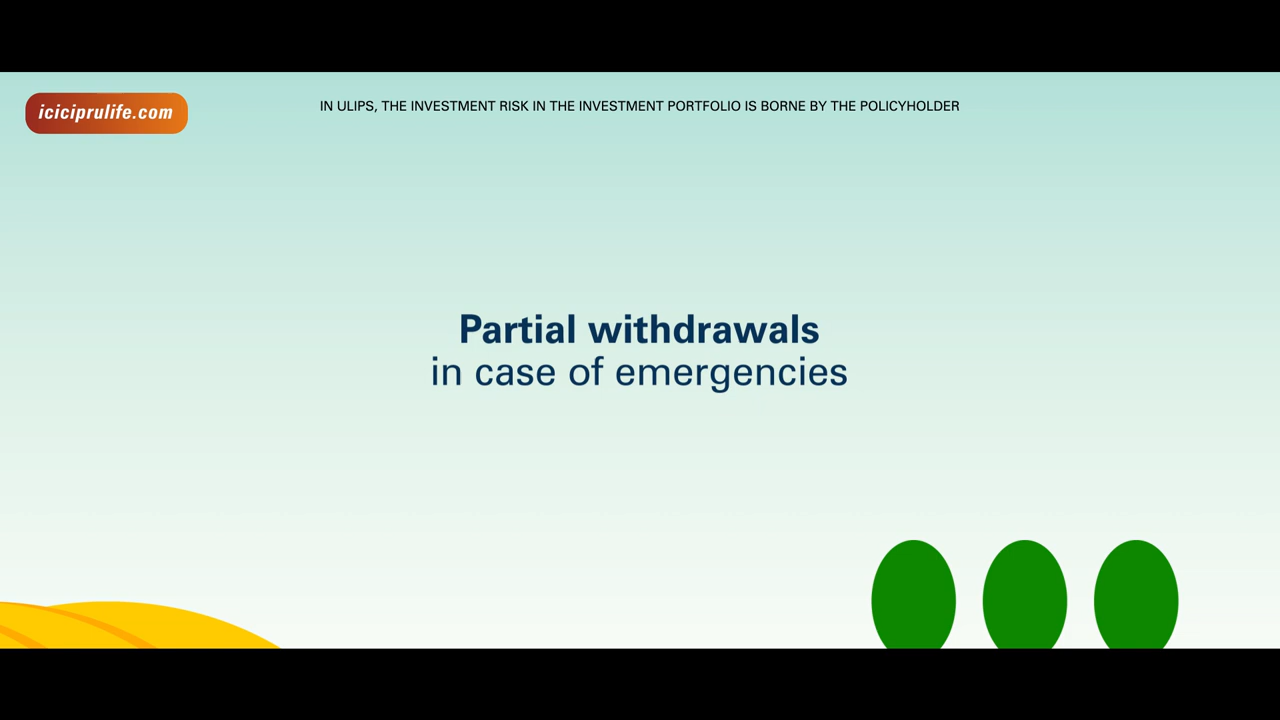 iciciprulife.com
IN ULIPS, THE INVESTMENT RISK IN THE INVESTMENT PORTFOLIO IS BORNE BY THE POLICYHOLDER
Partial withdrawals
in case of emergencies